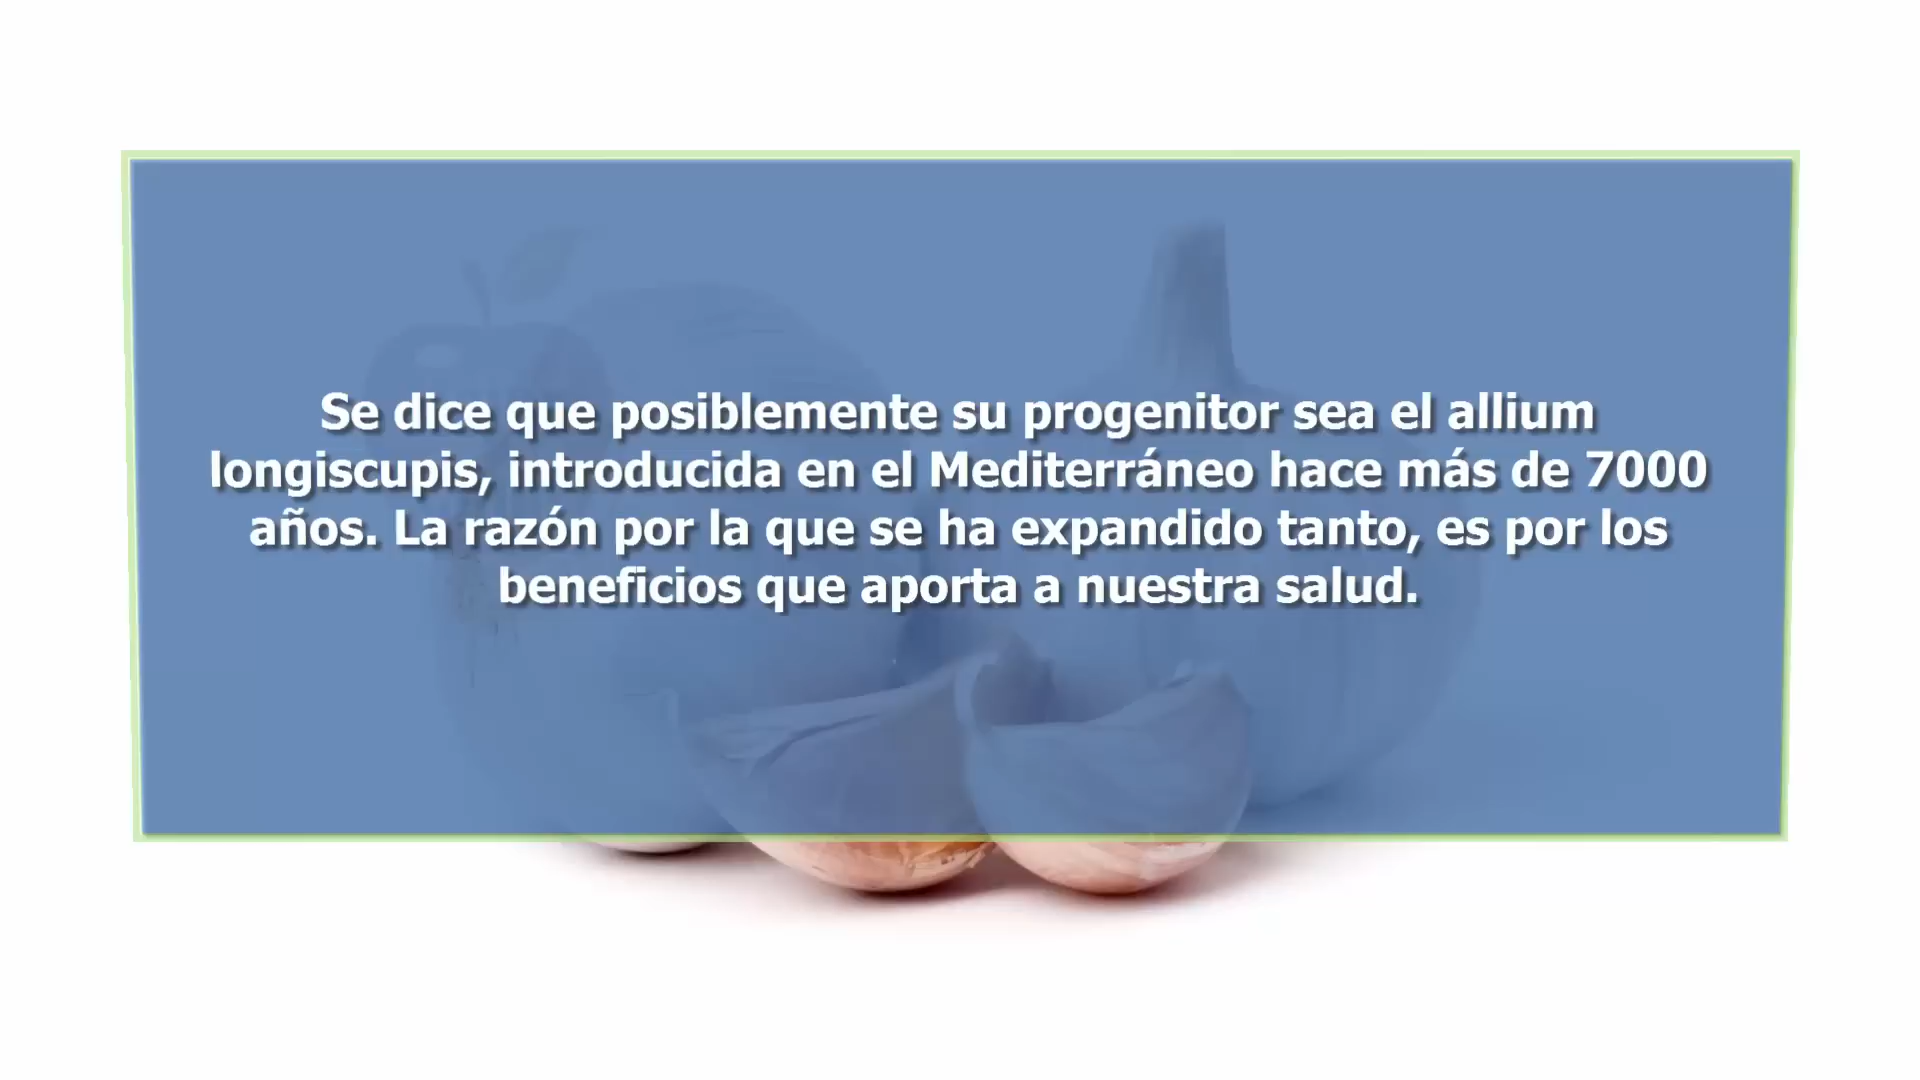 Se dice que posiblemente su progenitor sea el allium
longiscupis, introducida en el Mediterráneo hace más de 7000
años. La razón por la que se ha expandido tanto, es por los
beneficios que aporta a nuestra salud.